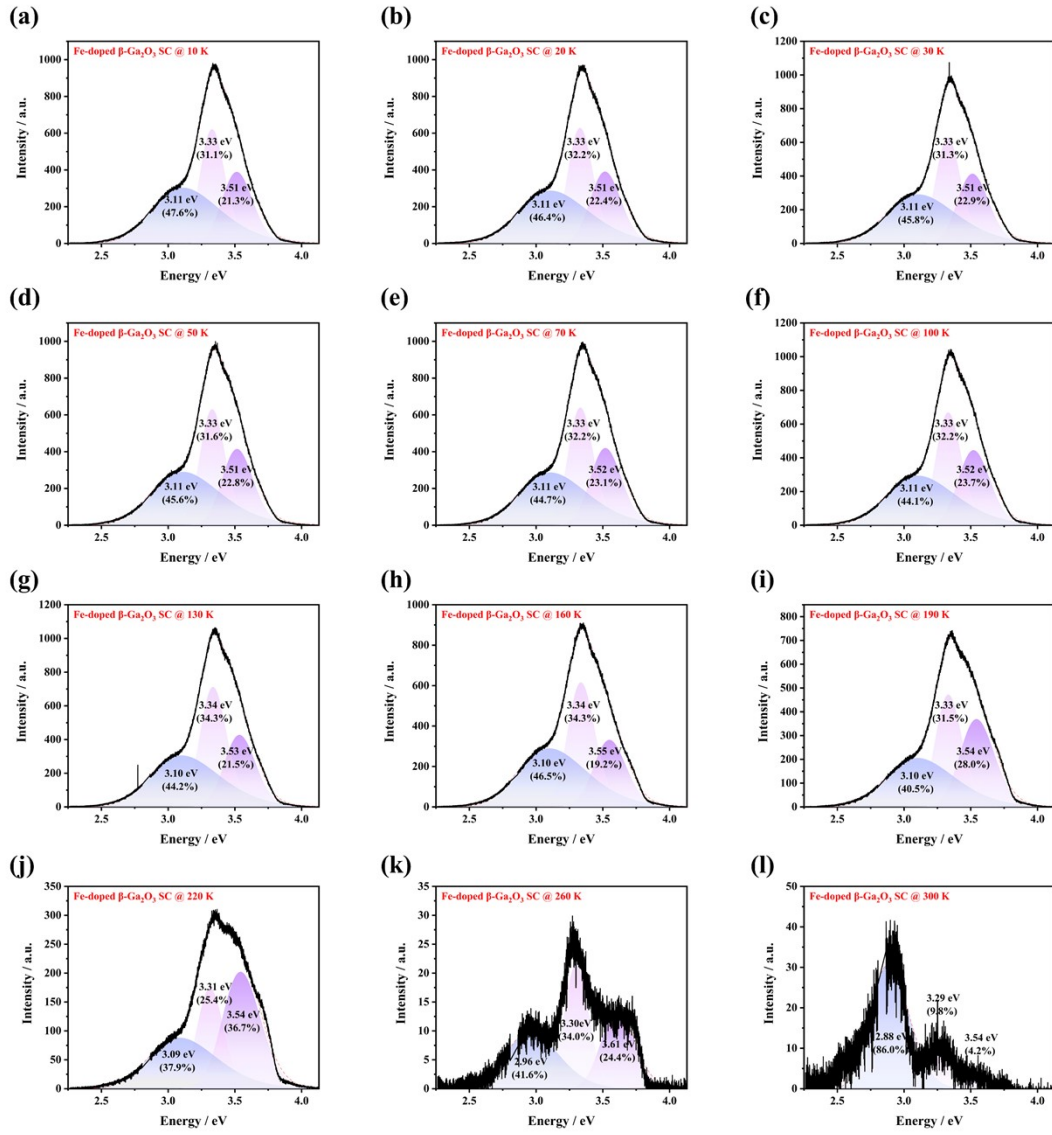 (a)
Fe-doped β-Ga₂O₃ SC @ 10 K
1000
800
600
400
200
0
2.5 3.0 3.5 4.0
Intensity / a.u.
Energy / eV
3.33 eV
(31.1%)
3.51 eV
(21.3%)
3.11 eV
(47.6%)
(b)
Fe-doped β-Ga₂O₃ SC @ 20 K
1000
800
600
400
200
0
2.5 3.0 3.5 4.0
Intensity / a.u.
Energy / eV
3.33 eV
(32.2%)
3.51 eV
(22.4%)
3.11 eV
(46.4%)
(c)
Fe-doped β-Ga₂O₃ SC @ 30 K
1200
1000
800
600
400
200
0
2.5 3.0 3.5 4.0
Intensity / a.u.
Energy / eV
3.33 eV
(31.3%)
3.51 eV
(22.9%)
3.11 eV
(45.8%)
(d)
Fe-doped β-Ga₂O₃ SC @ 50 K
1000
800
600
400
200
0
2.5 3.0 3.5 4.0
Intensity / a.u.
Energy / eV
3.33 eV
(31.6%)
3.51 eV
(22.8%)
3.11 eV
(45.6%)
(e)
Fe-doped β-Ga₂O₃ SC @ 70 K
1000
800
600
400
200
0
2.5 3.0 3.5 4.0
Intensity / a.u.
Energy / eV
3.33 eV
(32.2%)
3.52 eV
(23.1%)
3.11 eV
(44.7%)
(f)
Fe-doped β-Ga₂O₃ SC @ 100 K
1200
1000
800
600
400
200
0
2.5 3.0 3.5 4.0
Intensity / a.u.
Energy / eV
3.33 eV
(32.2%)
3.52 eV
(23.7%)
3.11 eV
(44.1%)
(g)
Fe-doped β-Ga₂O₃ SC @ 130 K
1200
1000
800
600
400
200
0
2.5 3.0 3.5 4.0
Intensity / a.u.
Energy / eV
3.34 eV
(34.3%)
3.53 eV
(21.5%)
3.10 eV
(44.2%)
(h)
Fe-doped β-Ga₂O₃ SC @ 160 K
1000
800
600
400
200
0
2.5 3.0 3.5 4.0
Intensity / a.u.
Energy / eV
3.34 eV
(34.3%)
3.55 eV
(19.2%)
3.10 eV
(46.5%)
(i)
Fe-doped β-Ga₂O₃ SC @ 190 K
800
700
600
500
400
300
200
100
0
2.5 3.0 3.5 4.0
Intensity / a.u.
Energy / eV
3.33 eV
(31.5%)
3.54 eV
(28.0%)
3.10 eV
(40.5%)
(j)
Fe-doped β-Ga₂O₃ SC @ 220 K
350
300
250
200
150
100
50
0
2.5 3.0 3.5 4.0
Intensity / a.u.
Energy / eV
3.31 eV
(25.4%)
3.54 eV
(36.7%)
3.09 eV
(37.9%)
(k)
Fe-doped β-Ga₂O₃ SC @ 260 K
35
30
25
20
15
10
5
0
2.5 3.0 3.5 4.0
Intensity / a.u.
Energy / eV
3.30eV
(34.0%)
3.61 eV
(24.4%)
2.96 eV
(41.6%)
(l)
Fe-doped β-Ga₂O₃ SC @ 300 K
50
40
30
20
10
0
2.5 3.0 3.5 4.0
Intensity / a.u.
Energy / eV
3.29 eV
(9.8%)
3.54 eV
(4.2%)
2.88 eV
(86.0%)